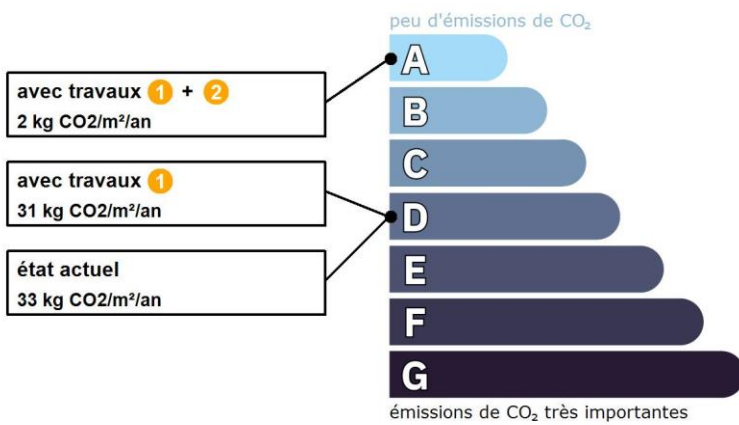 peu d'émissions de CO₂
avec travaux 1 + 2
2 kg CO2/m²/an
avec travaux 1
31 kg CO2/m²/an
état actuel
33 kg CO2/m²/an
A
B
C
D
E
F
G
émissions de CO₂ très importantes